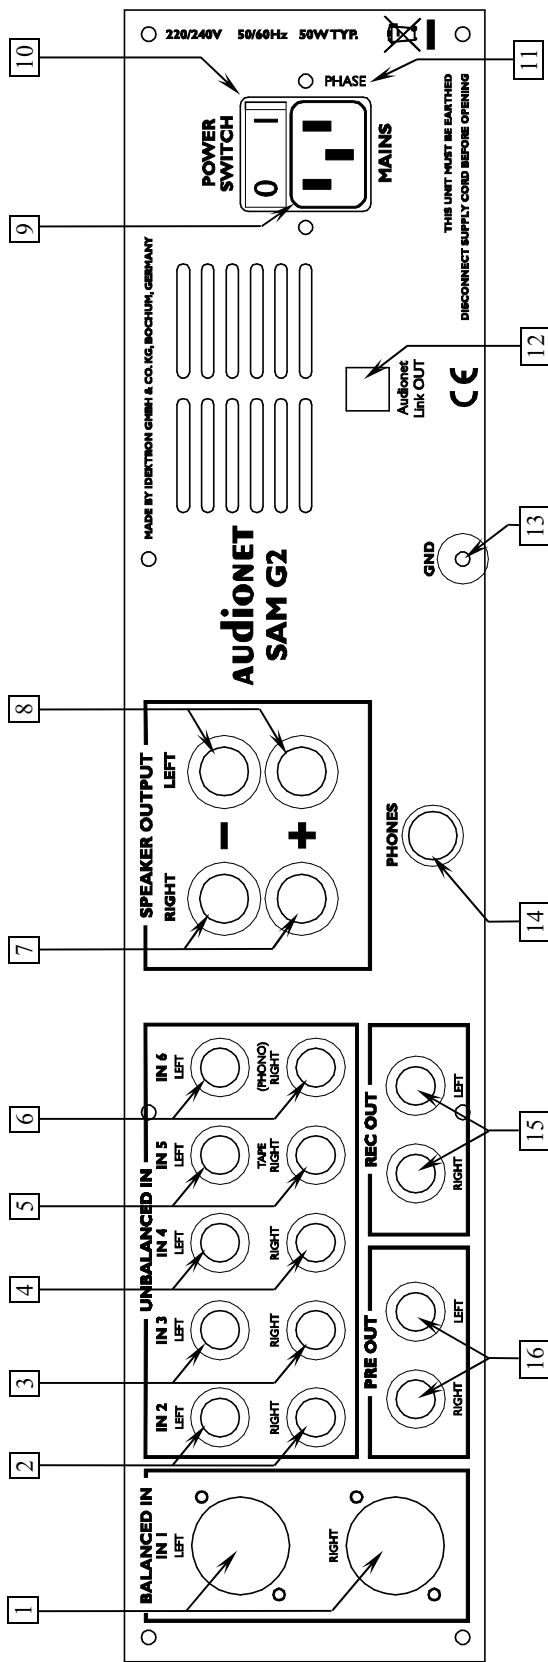 1
2
3
4
5
6
7
8
9
10
BALANCED IN
IN 1
LEFT
RIGHT
UNBALANCED IN
IN 2
IN 3
IN 4
IN 5
IN 6
LEFT
LEFT
LEFT
LEFT
LEFT
TAPE
(PHONO)
RIGHT
RIGHT
RIGHT
RIGHT
RIGHT
PRE OUT
RIGHT
LEFT
REC OUT
RIGHT
LEFT
SPEAKER OUTPUT
RIGHT
LEFT
−
+
PHONES
AUdioNET
SAM G2
GND
MADE BY IDEKTRON GMBH & CO. KG, BOCHUM, GERMANY
Audionet
Link OUT
CE
POWER
SWITCH
0 I
MAINS
PHASE
220/240V 50/60Hz 50W TYP.
THIS UNIT MUST BE EARTHED
DISCONNECT SUPPLY CORD BEFORE OPENING
16
15
14
13
12
11